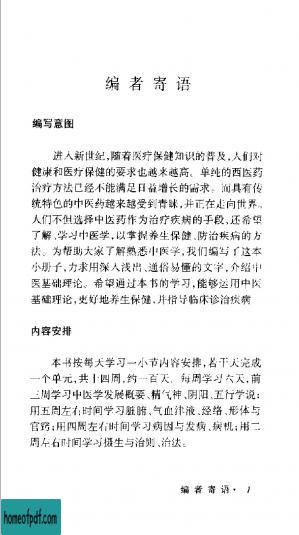 编者寄语
编写意图
进入新世纪，随着医疗保健知识的普及，人们对
健康和医疗保健的要求也越来越高。单纯的西医药
治疗方法已经不能满足日益增长的需求。而具有传
统特色的中医药越来越受到青睐，并正在走向世界。
人们不但选择中医药作为治疗疾病的手段，还希望
了解、学习中医学，以掌握养生保健、防治疾病的方
法。为帮助大家了解熟悉中医学，我们编写了这本
小册子，力求用深入浅出、通俗易懂的文字，介绍中
医基础理论。希望通过本书的学习，能够运用中医
基础理论，更好地养生保健，并指导临床诊治疾病
内容安排
本书按每天学习一小节内容安排，若干天完成
一个单元，共十四周，约一百天。每周学习六天，前
三周学习中医学发展概要、精气神、阴阳、五行学说；
用五周左右时间学习脏腑、气血津液、经络、形体与
官窍；用四周左右时间学习病因与发病、病机；用二
周左右时间学习摄生与治则、治法。
编者寄语· 1
homeofpdf.com